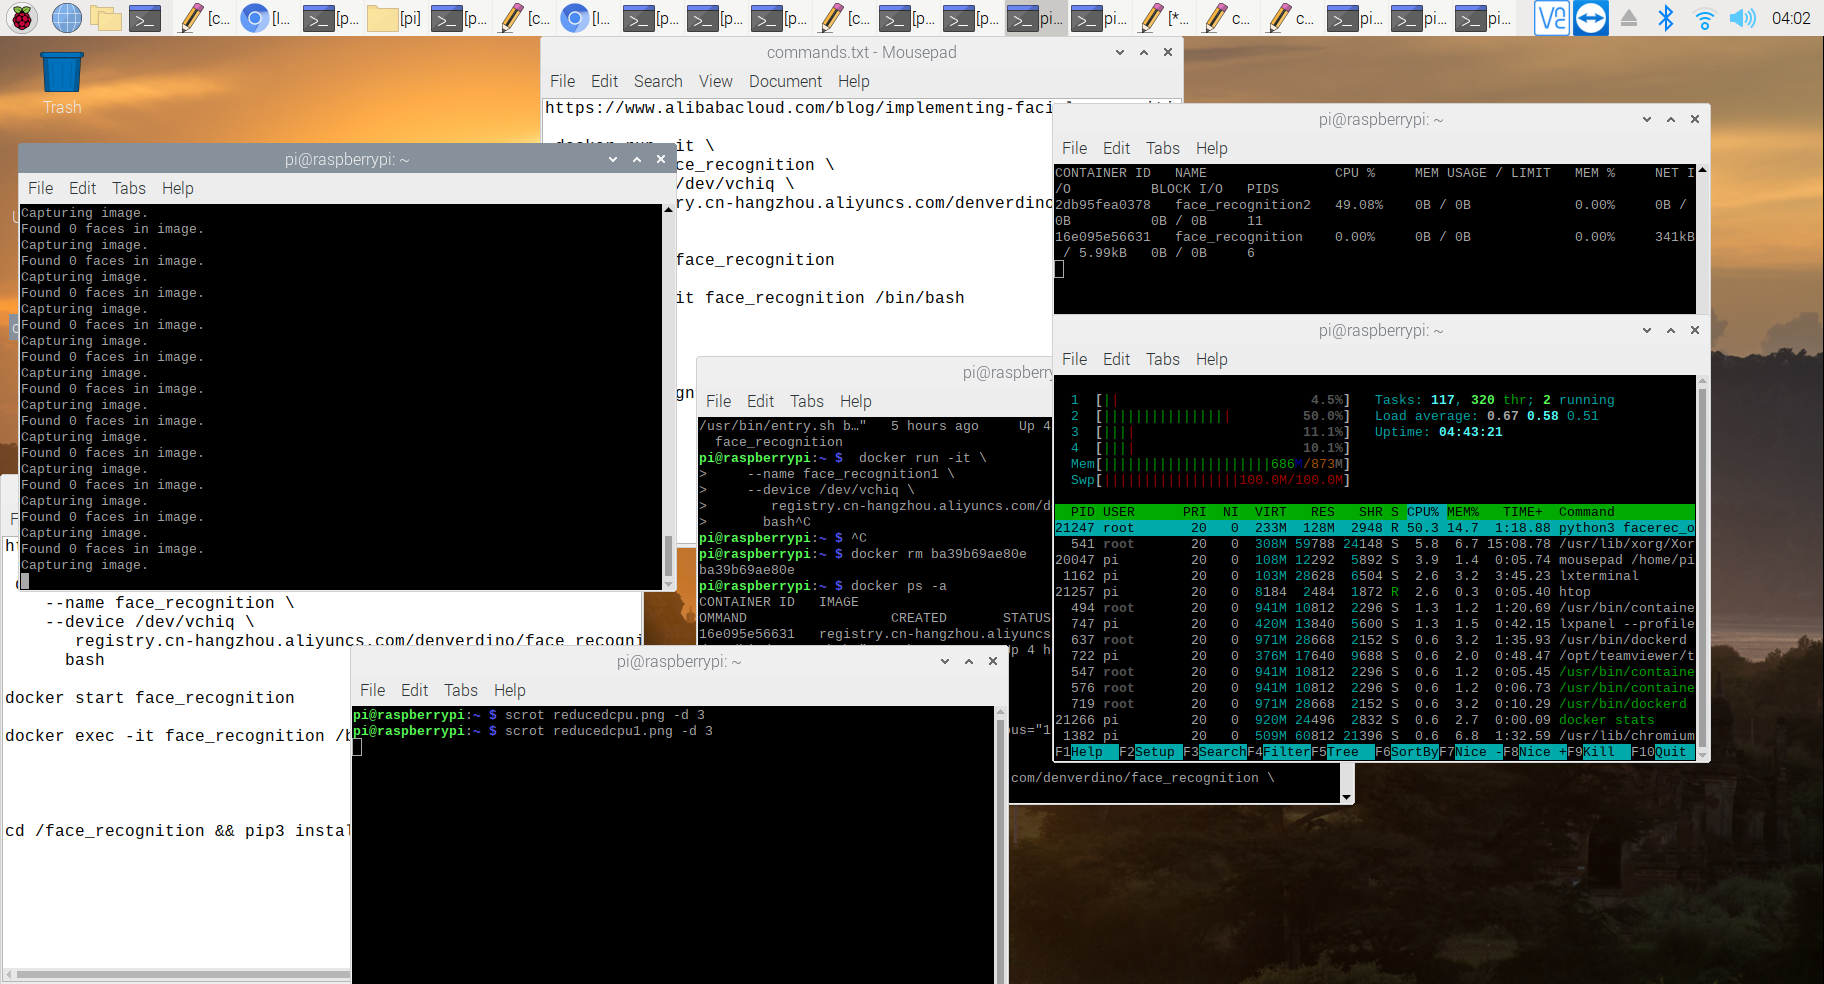 [c... [I... [p... [pi] [p... [c... [I... [p... [p... [p... [c... [p... [p... pi... pi... [*... c... c... pi... pi... pi... 04:02
Trash
commands.txt - Mousepad
File Edit Search View Document Help
https://www.alibabacloud.com/blog/implementing-faci
docker run -it \
ce_recognition \
/dev/vchiq \
ry.cn-hangzhou.aliyuncs.com/denverdino
face_recognition
it face_recognition /bin/bash
gn
pi@raspberrypi: ~
File Edit Tabs Help
Capturing image.
Found 0 faces in image.
Capturing image.
Found 0 faces in image.
Capturing image.
Found 0 faces in image.
Capturing image.
Found 0 faces in image.
Capturing image.
Found 0 faces in image.
Capturing image.
Found 0 faces in image.
Capturing image.
Found 0 faces in image.
Capturing image.
Found 0 faces in image.
Capturing image.
Found 0 faces in image.
Capturing image.
Found 0 faces in image.
Capturing image.
Found 0 faces in image.
Capturing image.
pi@raspberrypi: ~
File Edit Tabs Help
CONTAINER ID NAME CPU % MEM USAGE / LIMIT MEM % NET I
/O BLOCK I/O PIDS
2db95fea0378 face_recognition2 49.08% 0B / 0B 0.00% 0B /
0B 0B / 0B 11
16e095e56631 face_recognition 0.00% 0B / 0B 0.00% 341kB
/ 5.99kB 0B / 0B 6
pi@raspberrypi: ~
File Edit Tabs Help
1 [|| 4.5%] Tasks: 117, 320 thr; 2 running
2 [|||||||||||||||| 50.0%] Load average: 0.67 0.58 0.51
3 [|||| 11.1%] Uptime: 04:43:21
4 [|||| 10.1%]
Mem[|||||||||||||||||||||686M/873M]
Swp[|||||||||||||||||100.0M/100.0M]
PID USER PRI NI VIRT RES SHR S CPU% MEM% TIME+ Command
21247 root 20 0 233M 128M 2948 R 50.3 14.7 1:18.88 python3 facerec_o
541 root 20 0 308M 59788 24148 S 5.8 6.7 15:08.78 /usr/lib/xorg/Xor
20047 pi 20 0 108M 12292 5892 S 3.9 1.4 0:05.74 mousepad /home/pi
1162 pi 20 0 103M 28628 6504 S 2.6 3.2 3:45.23 lxterminal
21257 pi 20 0 8184 2484 1872 R 2.6 0.3 0:05.40 htop
494 root 20 0 941M 10812 2296 S 1.3 1.2 1:20.69 /usr/bin/containe
747 pi 20 0 420M 13840 5600 S 1.3 1.5 0:42.15 lxpanel --profile
637 root 20 0 971M 28668 2152 S 0.6 3.2 1:35.93 /usr/bin/dockerd
722 pi 20 0 376M 17640 9688 S 0.6 2.0 0:48.47 /opt/teamviewer/t
547 root 20 0 941M 10812 2296 S 0.6 1.2 0:05.45 /usr/bin/containe
576 root 20 0 941M 10812 2296 S 0.6 1.2 0:06.73 /usr/bin/containe
719 root 20 0 971M 28668 2152 S 0.6 3.2 0:10.29 /usr/bin/dockerd
21266 pi 20 0 920M 24496 2832 S 0.6 2.7 0:00.09 docker stats
1382 pi 20 0 509M 60812 21396 S 0.6 6.8 1:32.59 /usr/lib/chromium
F1Help F2Setup F3SearchF4FilterF5Tree F6SortByF7Nice -F8Nice +F9Kill F10Quit
pi@raspberry
File Edit Tabs Help
/usr/bin/entry.sh b…" 5 hours ago Up 4
face_recognition
pi@raspberrypi:~ $ docker run -it \
> --name face_recognition1 \
> --device /dev/vchiq \
> registry.cn-hangzhou.aliyuncs.com/d
> bash^C
pi@raspberrypi:~ $ ^C
pi@raspberrypi:~ $ docker rm ba39b69ae80e
ba39b69ae80e
pi@raspberrypi:~ $ docker ps -a
CONTAINER ID IMAGE
OMMAND CREATED STATUS
16e095e56631 registry.cn-hangzhou.aliyuncs
Up 4 h
ous="1
com/denverdino/face_recognition \
--name face_recognition \
--device /dev/vchiq \
registry.cn-hangzhou.aliyuncs.com/denverdino/face_recogni
bash
docker start face_recognition
docker exec -it face_recognition /b
cd /face_recognition && pip3 instal
pi@raspberrypi: ~
File Edit Tabs Help
pi@raspberrypi:~ $ scrot reducedcpu.png -d 3
pi@raspberrypi:~ $ scrot reducedcpu1.png -d 3